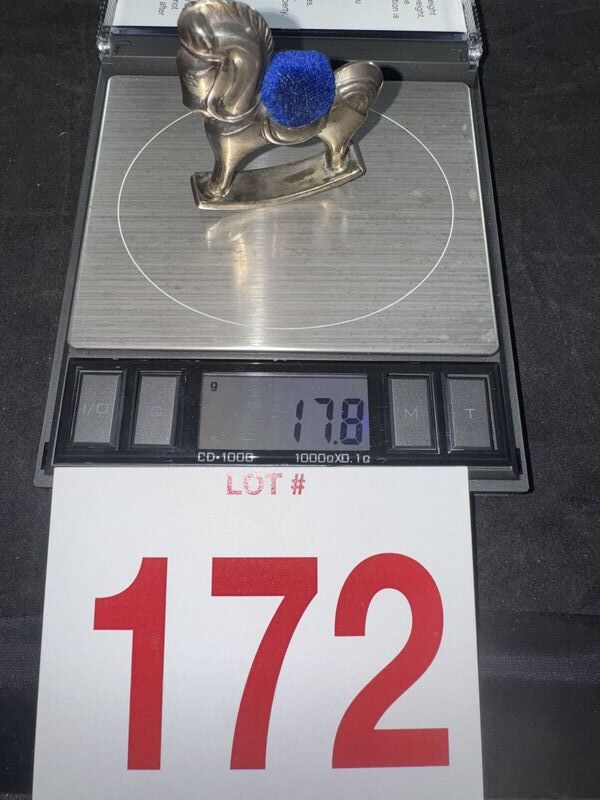 g
17.8
I/O
C
M
T
CD-1000 1000gX0.1g
LOT #
172